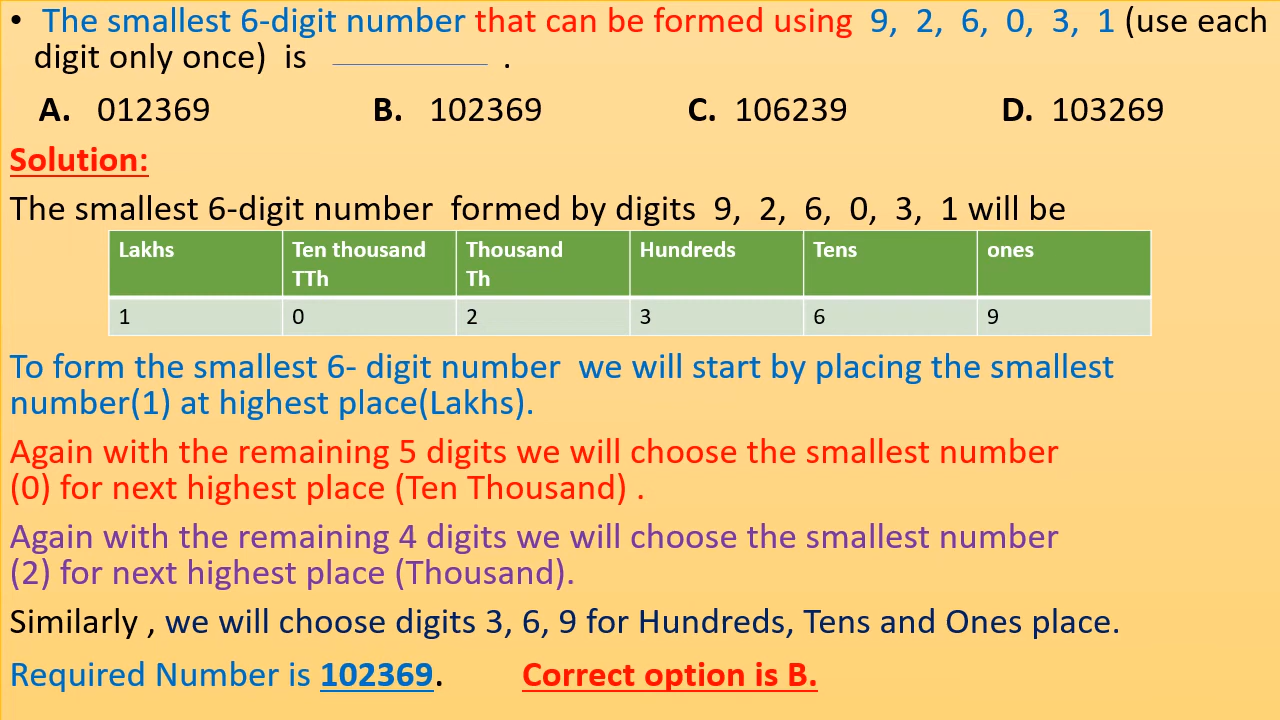 • The smallest 6-digit number that can be formed using 9, 2, 6, 0, 3, 1 (use each
digit only once) is __________ .
A. 012369 B. 102369 C. 106239 D. 103269
Solution:
The smallest 6-digit number formed by digits 9, 2, 6, 0, 3, 1 will be
Lakhs Ten thousand Thousand Hundreds Tens ones
TTh Th
1 0 2 3 6 9
To form the smallest 6- digit number we will start by placing the smallest
number(1) at highest place(Lakhs).
Again with the remaining 5 digits we will choose the smallest number
(0) for next highest place (Ten Thousand) .
Again with the remaining 4 digits we will choose the smallest number
(2) for next highest place (Thousand).
Similarly , we will choose digits 3, 6, 9 for Hundreds, Tens and Ones place.
Required Number is 102369. Correct option is B.